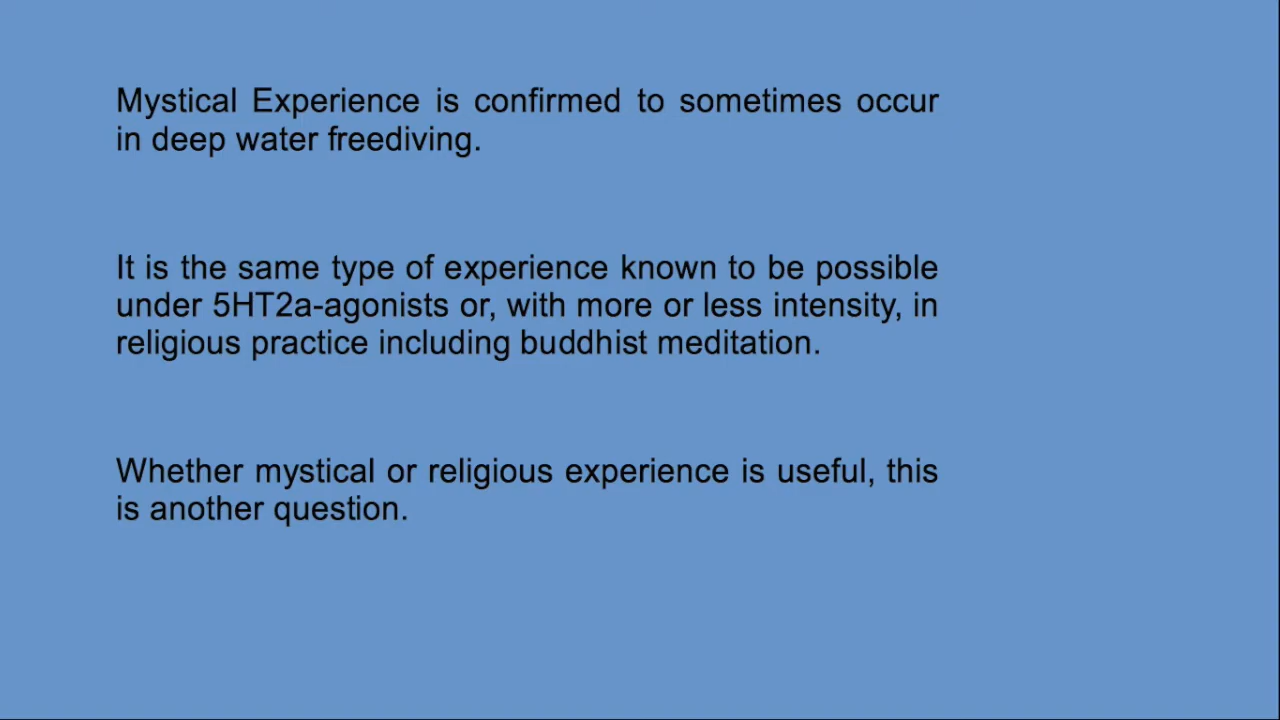 Mystical Experience is confirmed to sometimes occur
in deep water freediving.
It is the same type of experience known to be possible
under 5HT2a-agonists or, with more or less intensity, in
religious practice including buddhist meditation.
Whether mystical or religious experience is useful, this
is another question.